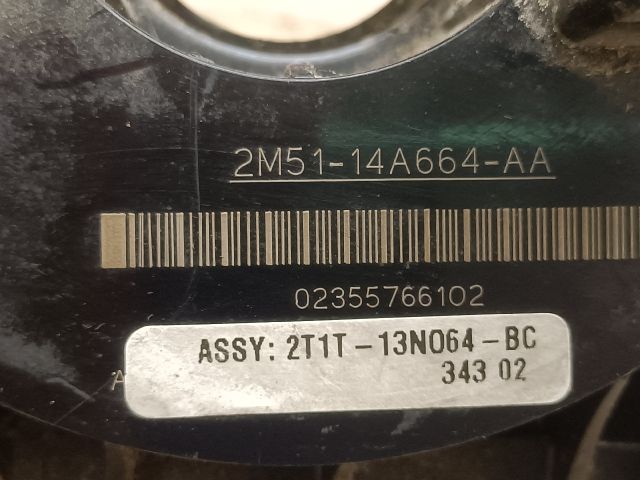 2M51-14A664-AA
02355766102
ASSY: 2T1T-13N064-BC
343 02
A